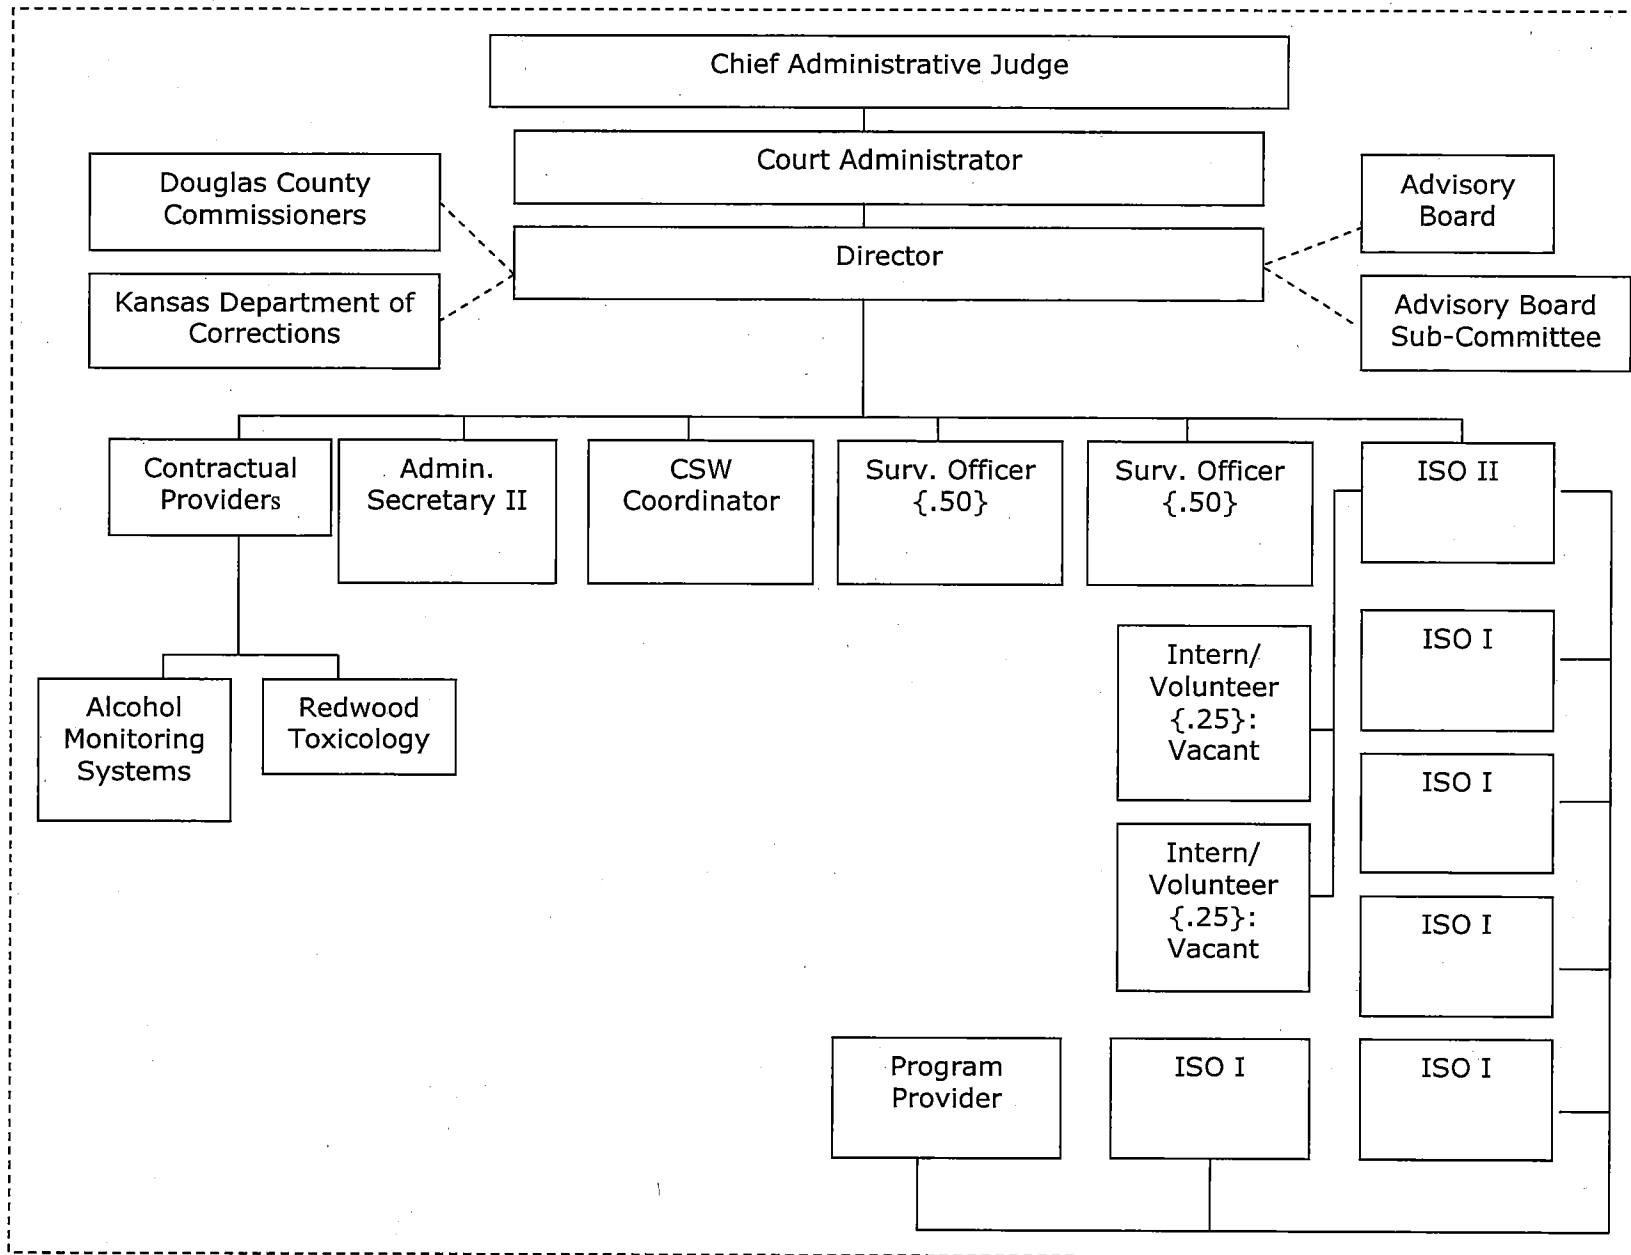 Chief Administrative Judge
Court Administrator
Douglas County
Commissioners
Advisory
Board
Director
Kansas Department of
Corrections
Advisory Board
Sub-Committee
Contractual
Providers
Admin.
Secretary II
CSW
Coordinator
Surv. Officer
{.50}
Surv. Officer
{.50}
ISO II
Intern/
Volunteer
{.25}:
Vacant
ISO I
Alcohol
Monitoring
Systems
Redwood
Toxicology
ISO I
Intern/
Volunteer
{.25}:
Vacant
ISO I
Program
Provider
ISO I
ISO I